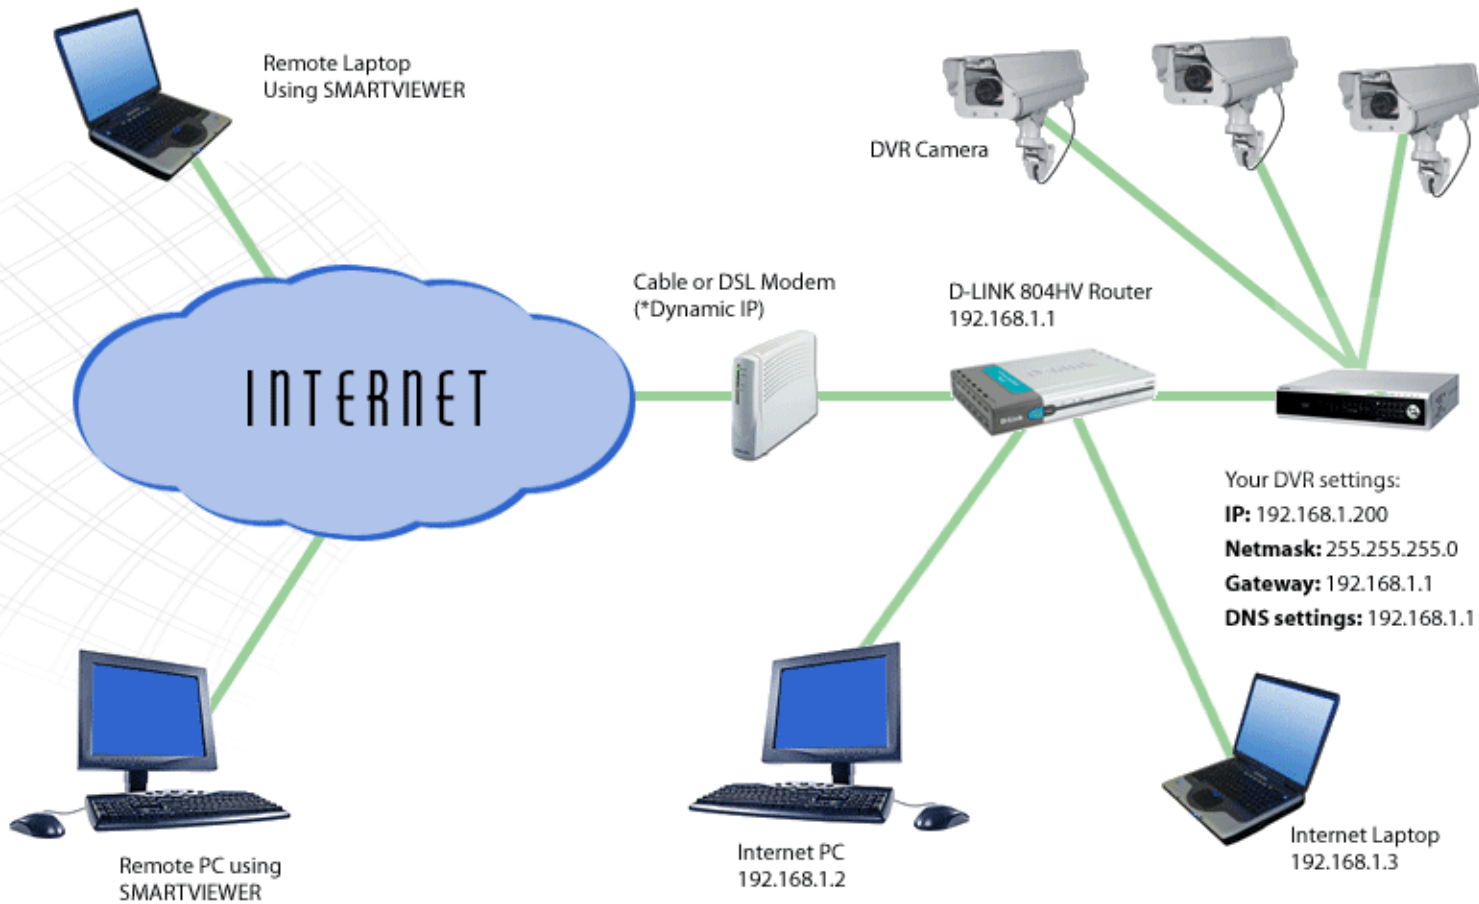 Remote Laptop
Using SMARTVIEWER
DVR Camera
Cable or DSL Modem
(*Dynamic IP)
D-LINK 804HV Router
192.168.1.1
INTERNET
D-Link
Your DVR settings:
IP: 192.168.1.200
Netmask: 255.255.255.0
Gateway: 192.168.1.1
DNS settings: 192.168.1.1
Remote PC using
SMARTVIEWER
Internet PC
192.168.1.2
Internet Laptop
192.168.1.3